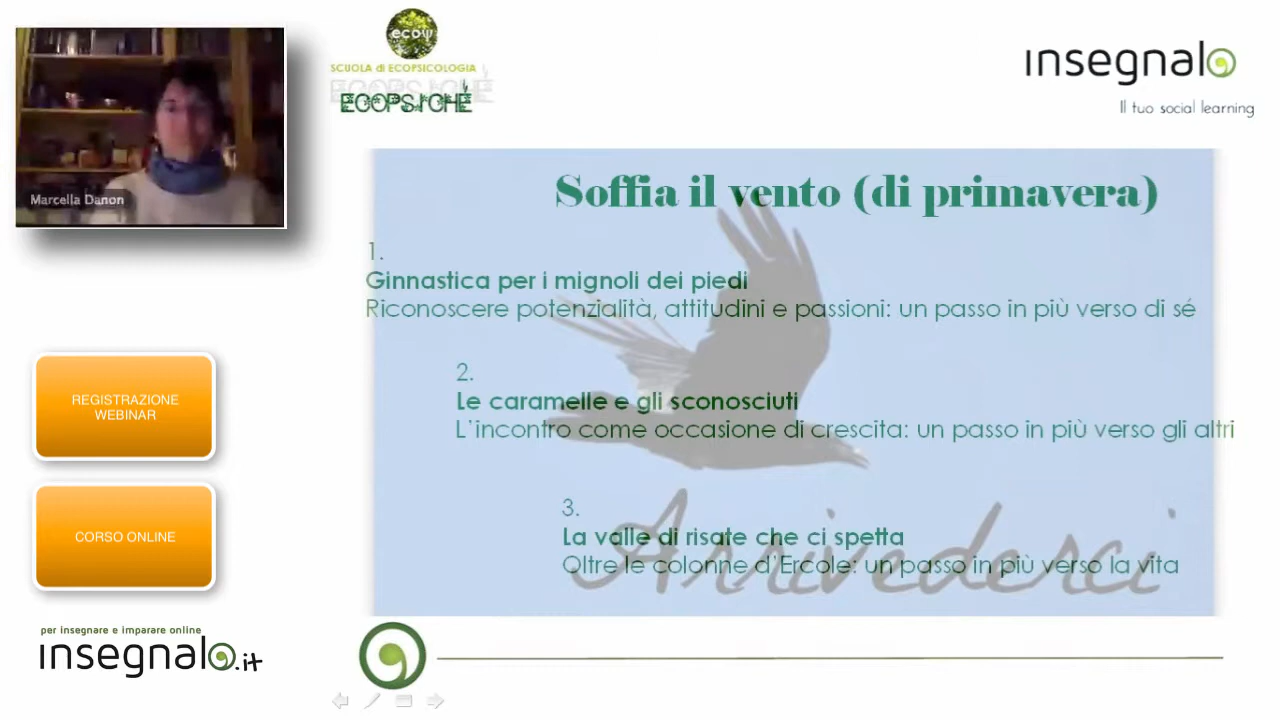 Marcella Danon
ecoψ
SCUOLA di ECOPSICOLOGIA
ECOPSICHÉ
insegnalo
Il tuo social learning
Soffia il vento (di primavera)
1.
Ginnastica per i mignoli dei piedi
Riconoscere potenzialità, attitudini e passioni: un passo in più verso di sé
2.
Le caramelle e gli sconosciuti
L'incontro come occasione di crescita: un passo in più verso gli altri
3.
La valle di risate che ci spetta
Oltre le colonne d'Ercole: un passo in più verso la vita
Arrivederci
REGISTRAZIONE
WEBINAR
CORSO ONLINE
per insegnare e imparare online
insegnalo.it